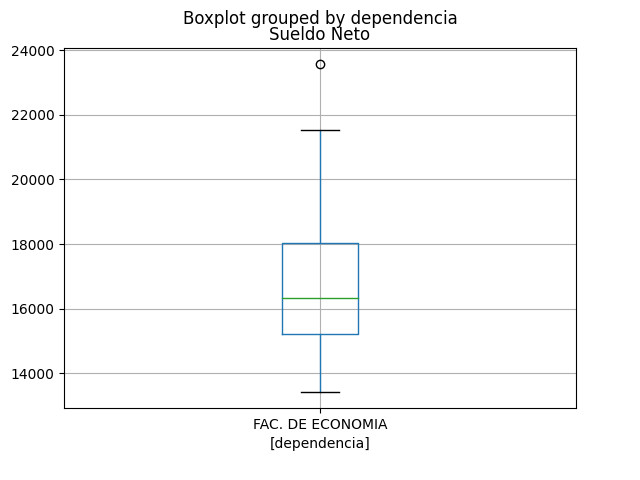 Boxplot grouped by dependencia
Sueldo Neto
24000
22000
20000
18000
16000
14000
FAC. DE ECONOMIA
[dependencia]